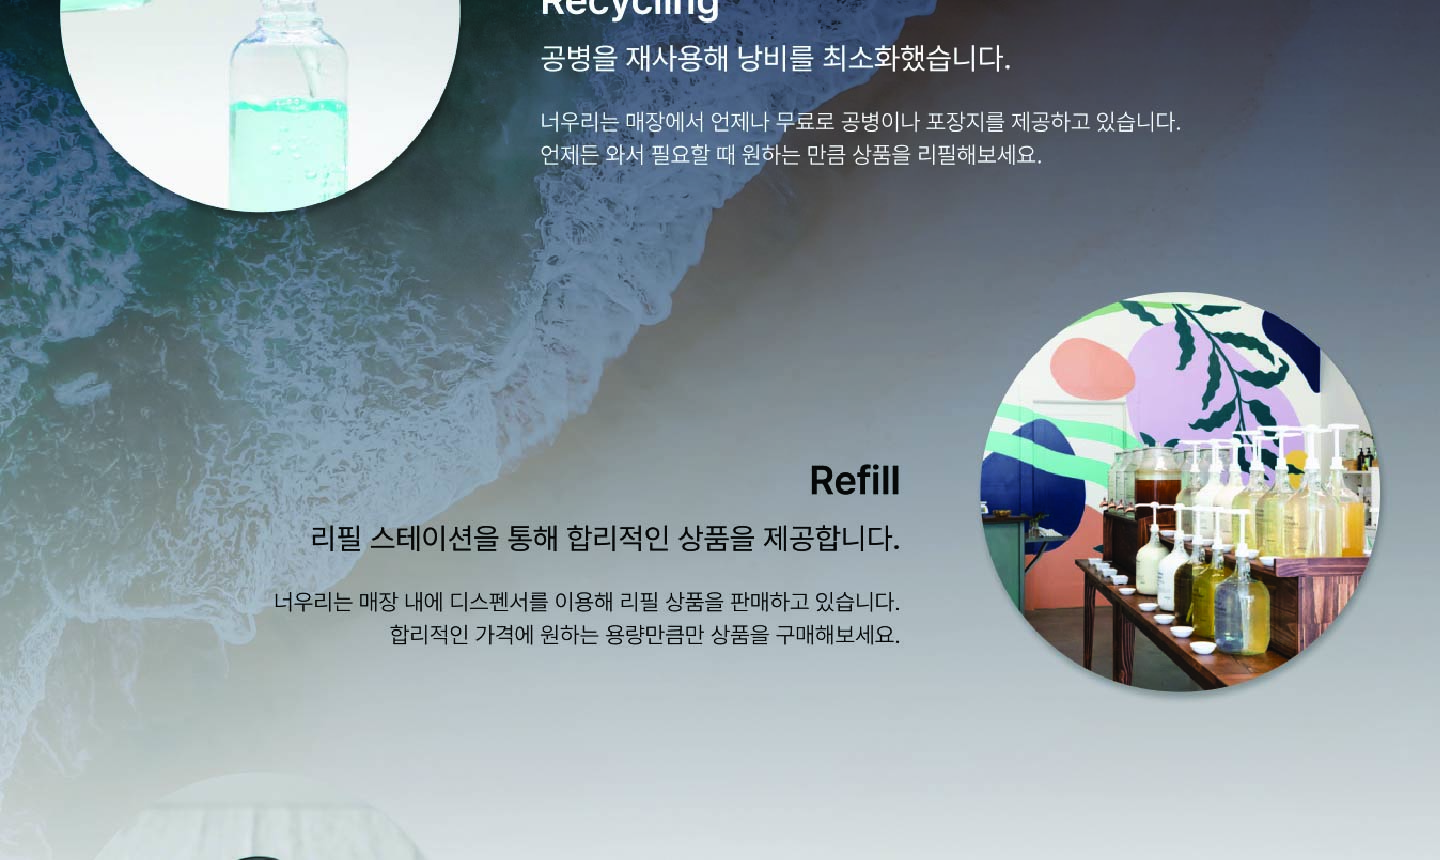 Recycling
공병을 재사용해 낭비를 최소화했습니다.
너우리는 매장에서 언제나 무료로 공병이나 포장지를 제공하고 있습니다.
언제든 와서 필요할 때 원하는 만큼 상품을 리필해보세요.
Refill
리필 스테이션을 통해 합리적인 상품을 제공합니다.
너우리는 매장 내에 디스펜서를 이용해 리필 상품을 판매하고 있습니다.
합리적인 가격에 원하는 용량만큼만 상품을 구매해보세요.